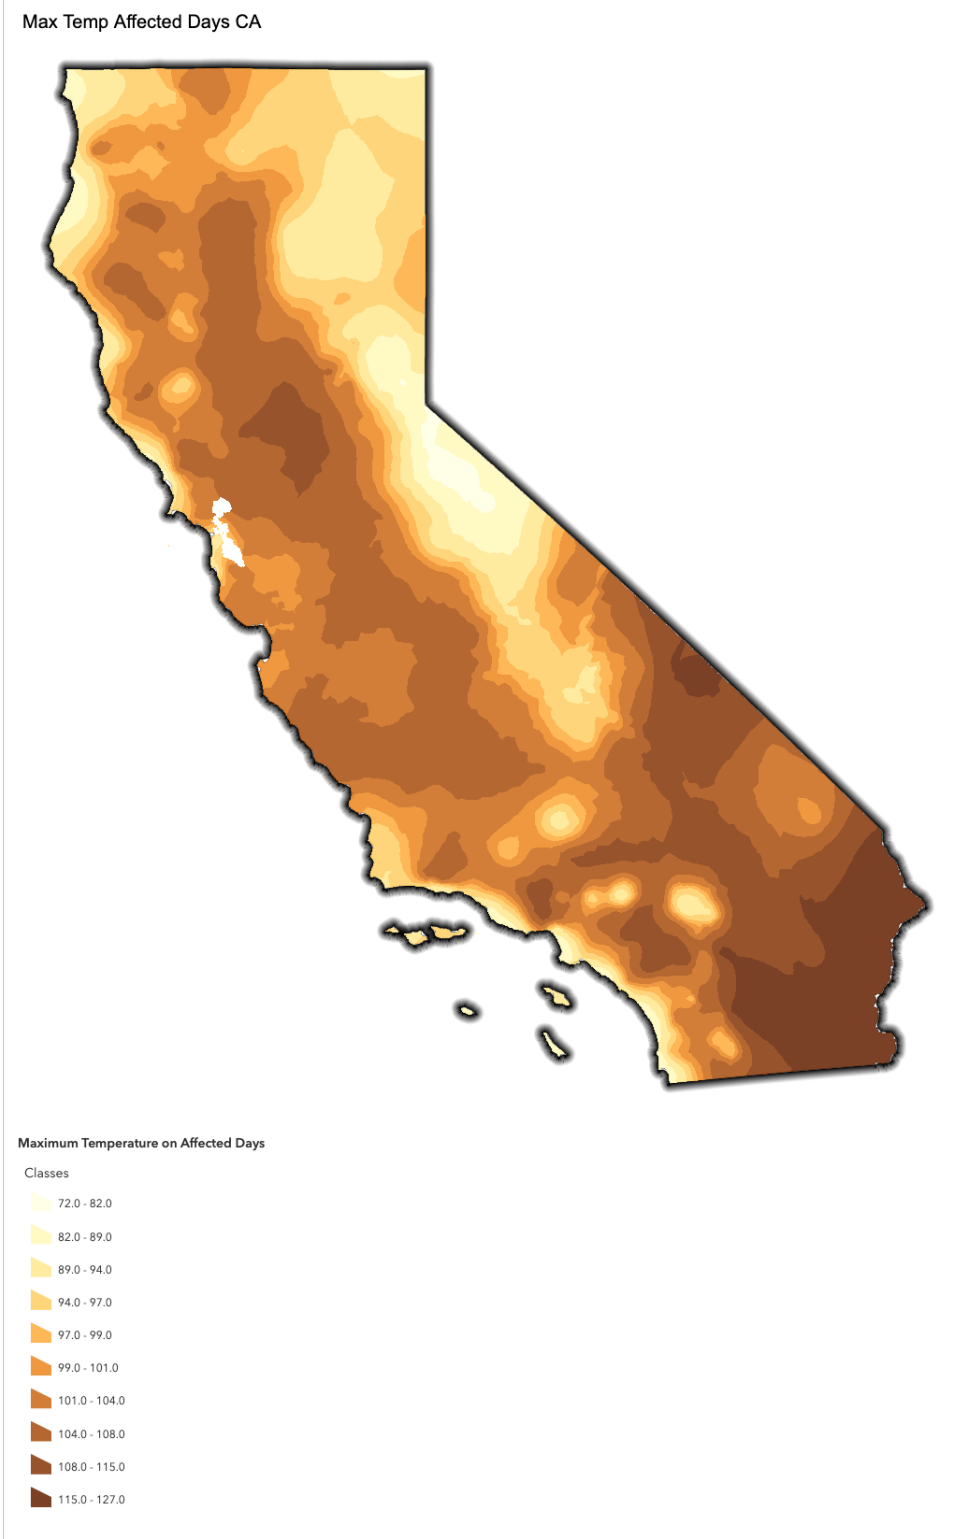 Max Temp Affected Days CA
Maximum Temperature on Affected Days
Classes
72.0 - 82.0
82.0 - 89.0
89.0 - 94.0
94.0 - 97.0
97.0 - 99.0
99.0 - 101.0
101.0 - 104.0
104.0 - 108.0
108.0 - 115.0
115.0 - 127.0